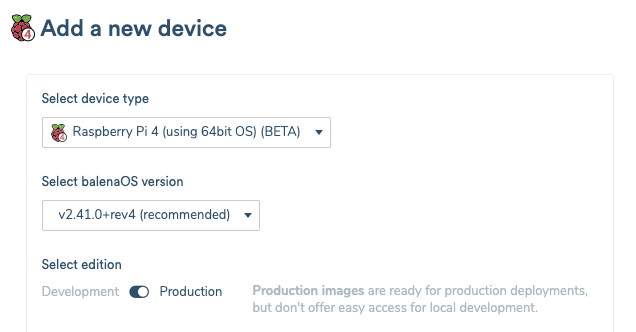 4 Add a new device
Select device type
Raspberry Pi 4 (using 64bit OS) (BETA)
Select balenaOS version
v2.41.0+rev4 (recommended)
Select edition
Development Production
Production images are ready for production deployments,
but don't offer easy access for local development.